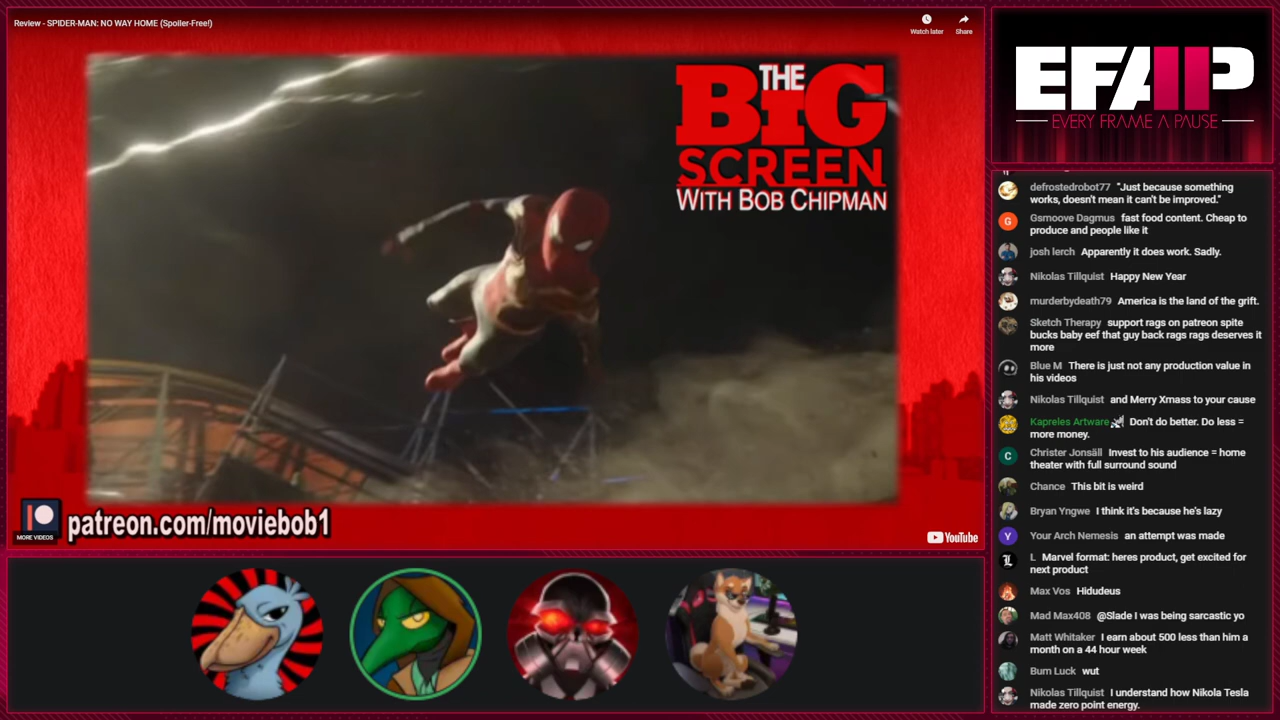 Review - SPIDER-MAN: NO WAY HOME (Spoiler-Free!)
Watch later
Share
THE
BIG
SCREEN
WITH BOB CHIPMAN
MORE VIDEOS
patreon.com/moviebob1
YouTube
EFAP
EVERY FRAME A PAUSE
defrostedrobot77 "Just because something
works, doesn't mean it can't be improved."
G
Gsmoove Dagmus fast food content. Cheap to
produce and people like it
josh lerch Apparently it does work. Sadly.
Nikolas Tillquist Happy New Year
murderbydeath79 America is the land of the grift.
Sketch Therapy support rags on patreon spite
bucks baby eef that guy back rags rags deserves it
more
Blue M There is just not any production value in
his videos
Nikolas Tillquist and Merry Xmass to your cause
Kapreles Artware Don't do better. Do less =
more money.
C
Christer Jonsäll Invest to his audience = home
theater with full surround sound
Chance This bit is weird
Bryan Yngwe I think it's because he's lazy
Y
Your Arch Nemesis an attempt was made
L
L Marvel format: heres product, get excited for
next product
Max Vos Hidudeus
Mad Max408 @Slade I was being sarcastic yo
Matt Whitaker I earn about 500 less than him a
month on a 44 hour week
Bum Luck wut
Nikolas Tillquist I understand how Nikola Tesla
made zero point energy.